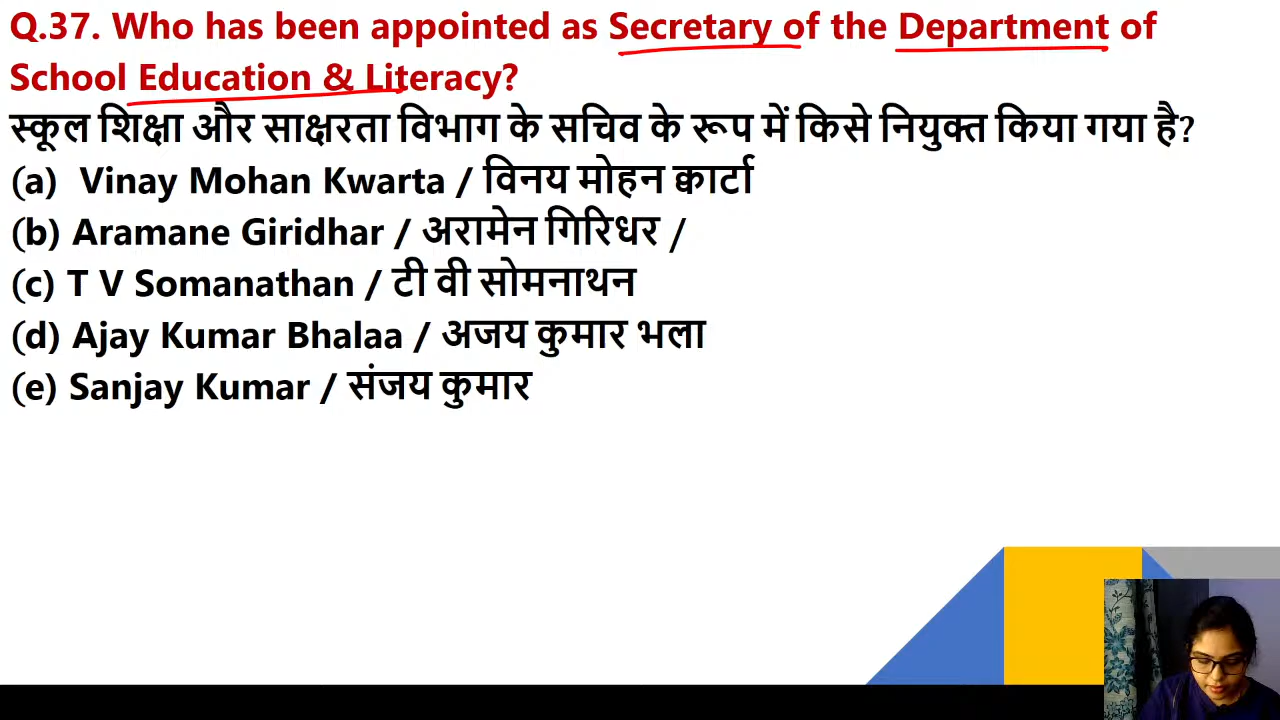 Q.37. Who has been appointed as Secretary of the Department of
School Education & Literacy?
स्कूल शिक्षा और साक्षरता विभाग के सचिव के रूप में किसे नियुक्त किया गया है?
(a) Vinay Mohan Kwarta / विनय मोहन क्वार्टा
(b) Aramane Giridhar / अरामेन गिरिधर /
(c) T V Somanathan / टी वी सोमनाथन
(d) Ajay Kumar Bhalaa / अजय कुमार भला
(e) Sanjay Kumar / संजय कुमार